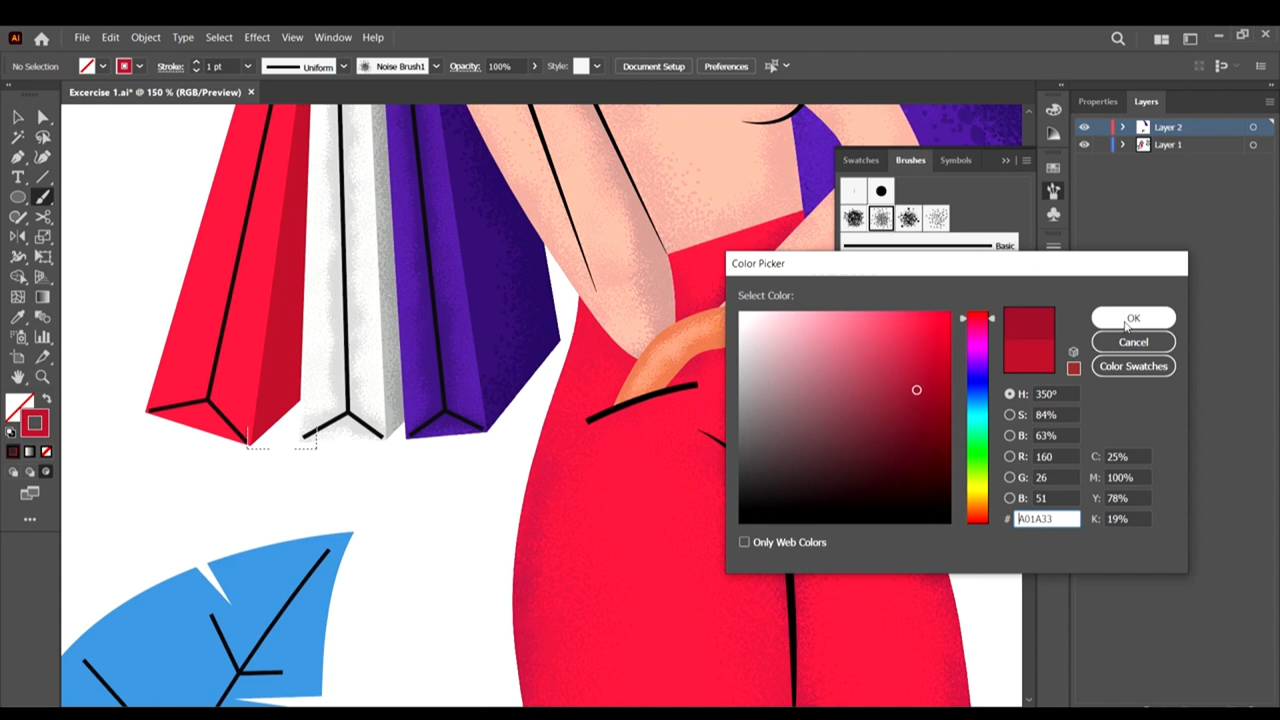 Ai File Edit Object Type Select Effect View Window Help
No Selection Stroke: 1 pt Uniform Noise Brush1 Opacity: 100% Style: Document Setup Preferences
Excercise 1.ai* @ 150 % (RGB/Preview) ×
Properties Layers
Layer 2
Layer 1
Swatches Brushes Symbols
Basic
Color Picker
Select Color:
OK
Cancel
Color Swatches
H: 350°
S: 84%
B: 63%
R: 160 C: 25%
G: 26 M: 100%
B: 51 Y: 78%
# A01A33 K: 19%
Only Web Colors